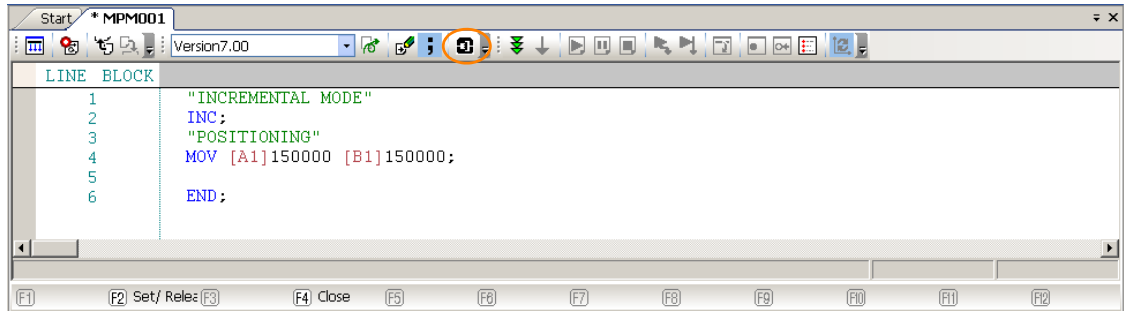 Start * MPM001
Version7.00
LINE BLOCK
1 "INCREMENTAL MODE"
2 INC;
3 "POSITIONING"
4 MOV [A1]150000 [B1]150000;
5
6 END;
F1 F2 Set/ Relea F3 F4 Close F5 F6 F7 F8 F9 F10 F11 F12